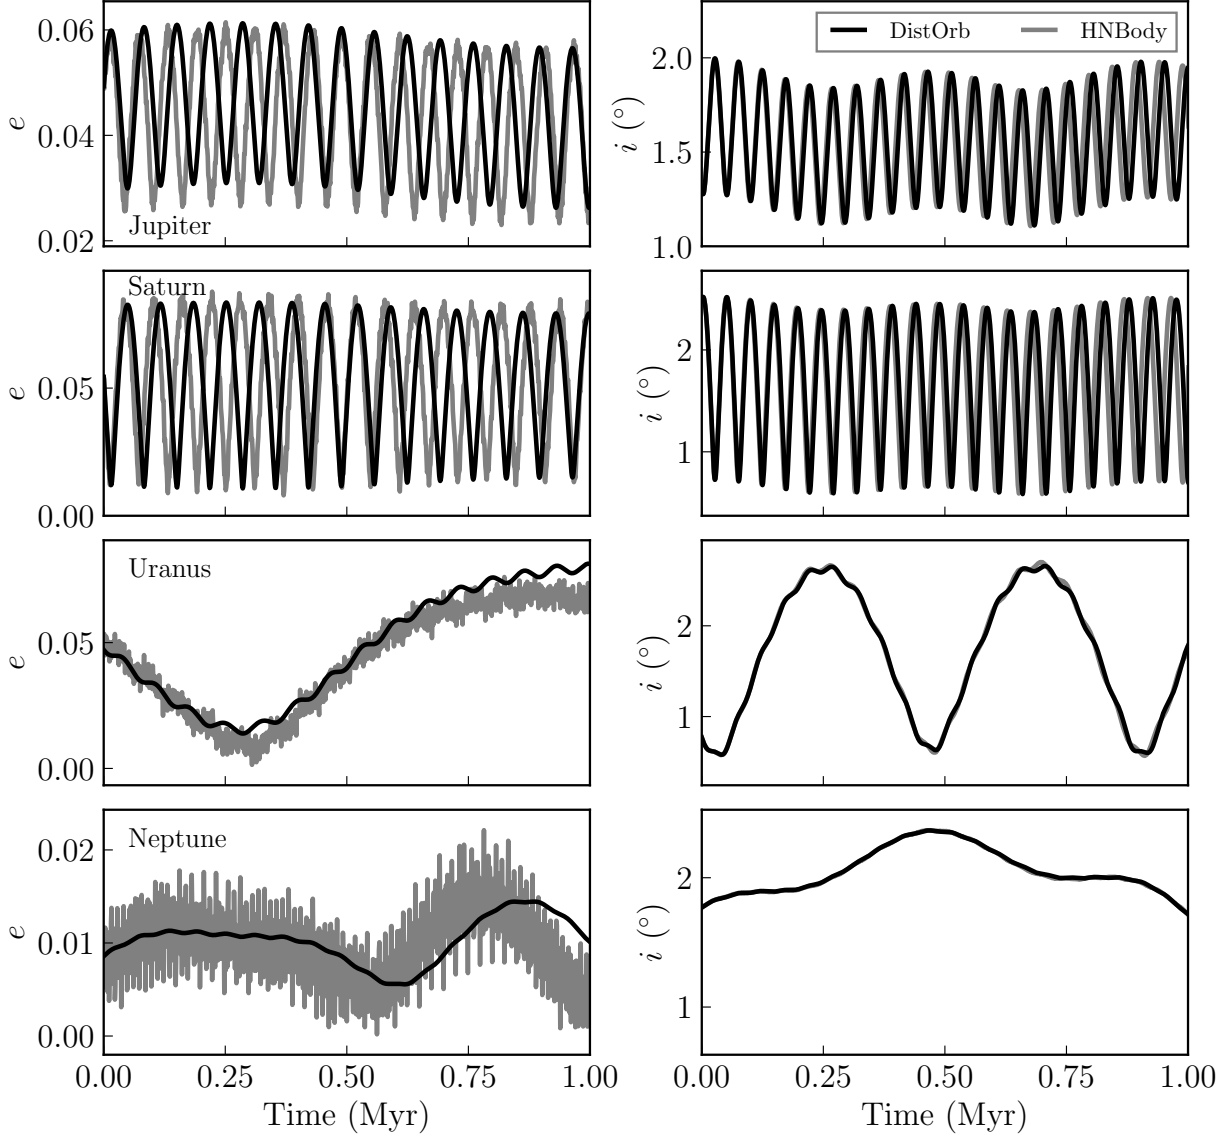 0.06
0.04
0.02
e
Jupiter
2.0
1.5
1.0
i (°)
DistOrb
HNBody
Saturn
0.05
0.00
e
2
1
i (°)
Uranus
0.05
0.00
e
2
1
i (°)
Neptune
0.02
0.01
0.00
e
2
1
i (°)
0.00 0.25 0.50 0.75 1.00
Time (Myr)
0.00 0.25 0.50 0.75 1.00
Time (Myr)